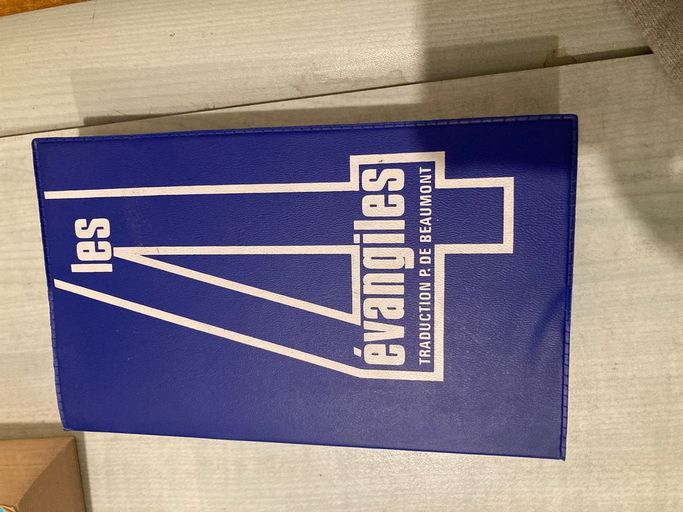 les
4
évangiles
TRADUCTION P. DE BEAUMONT